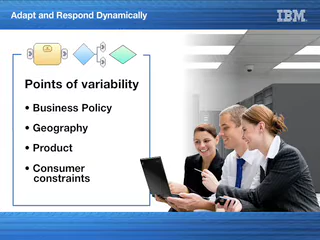 Adapt and Respond Dynamically
IBM
Points of variability
• Business Policy
• Geography
• Product
• Consumer
constraints